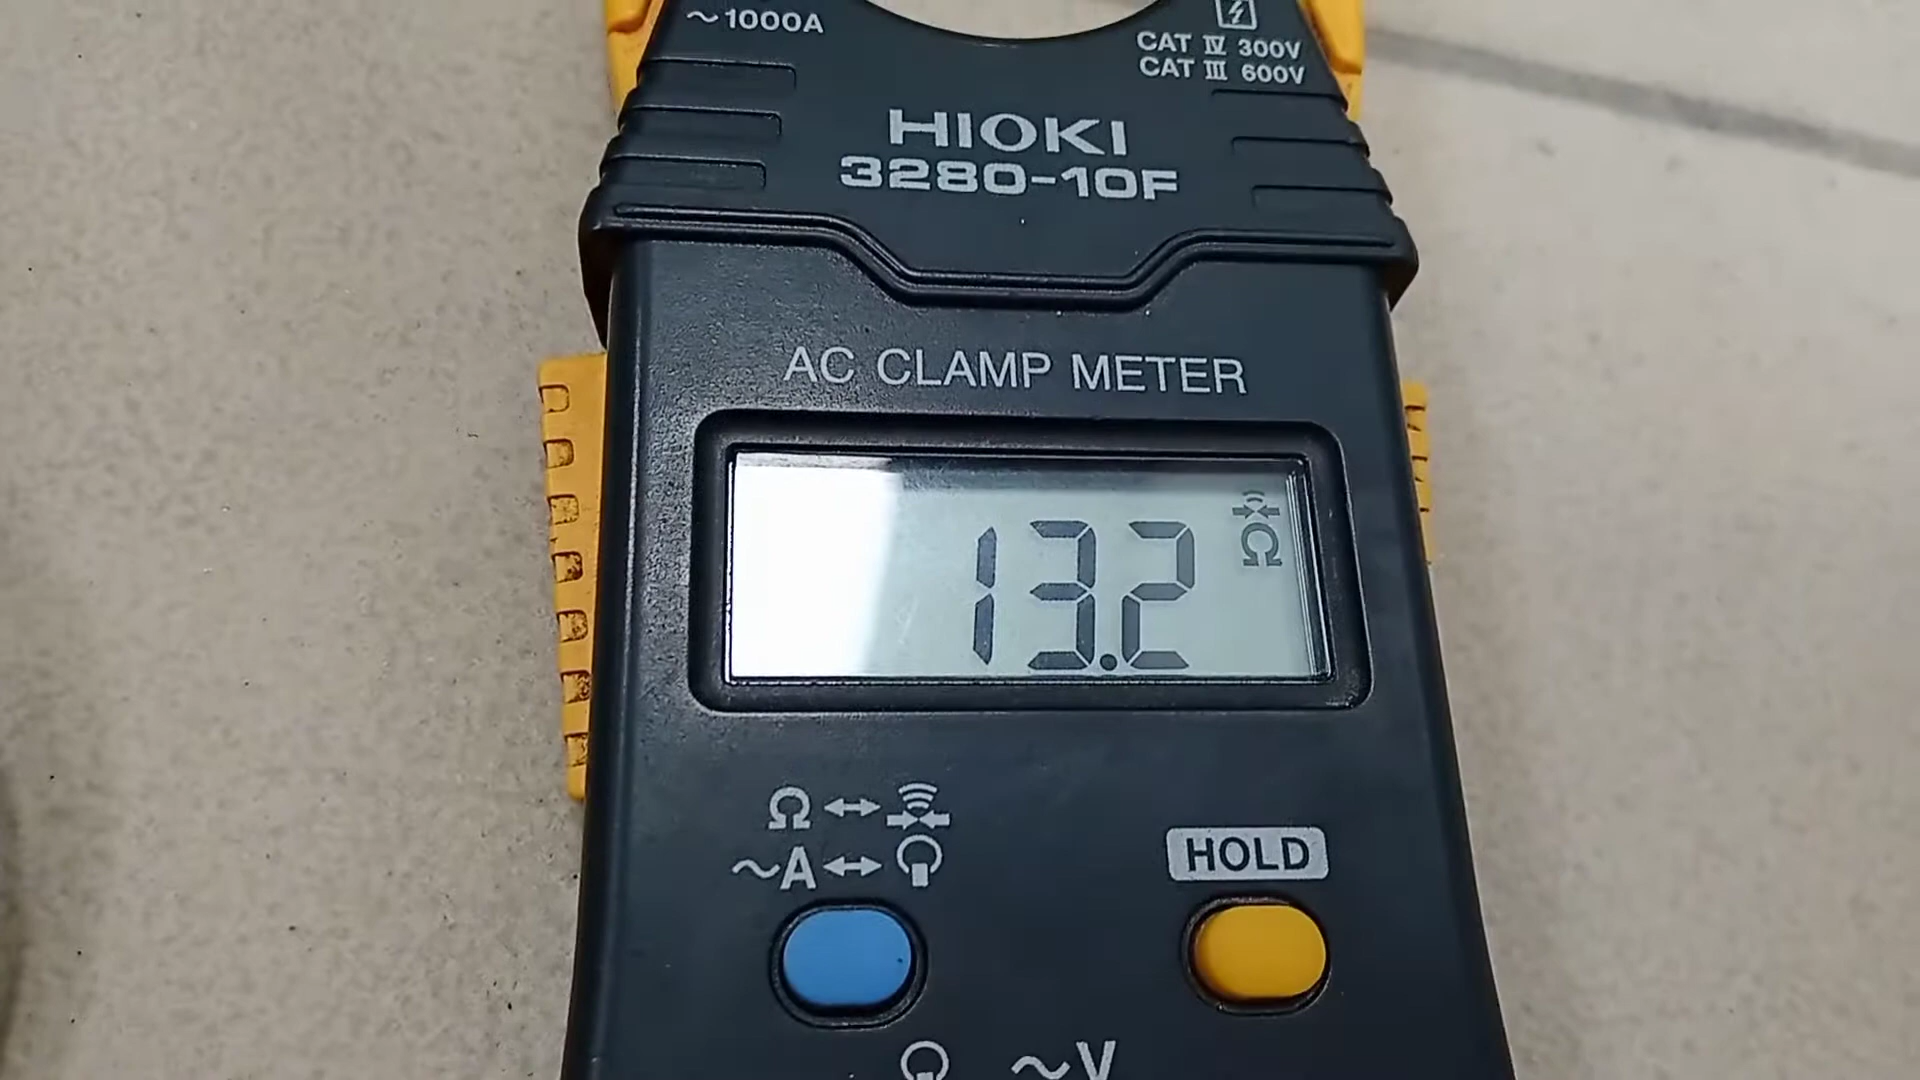 ~1000A
CAT IV 300V
CAT III 600V
HIOKI
3280-10F
AC CLAMP METER
13.2
Ω
Ω
~A
HOLD
~V